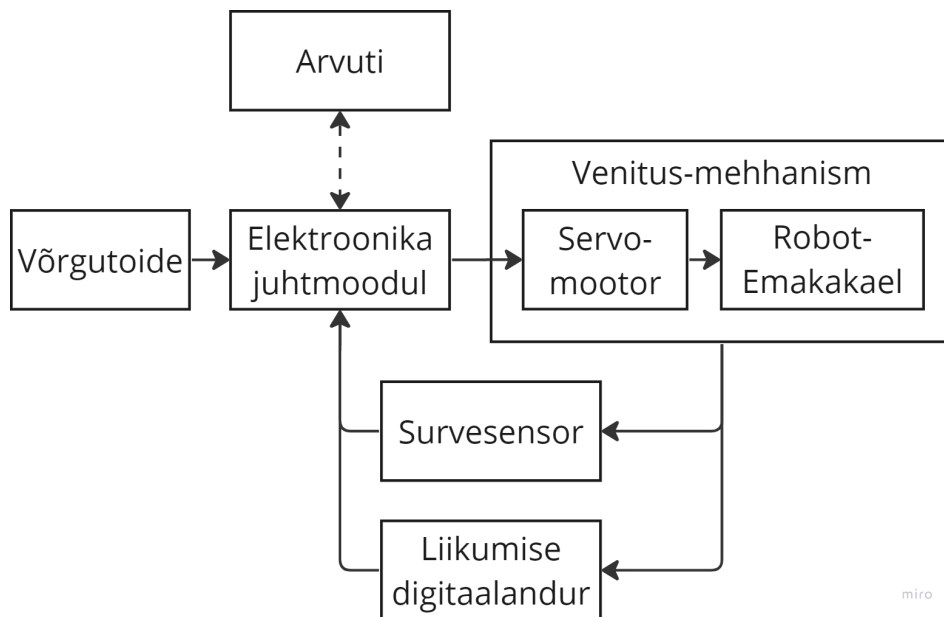 Arvuti
Venitus-mehhanism
Võrgutoide
Elektroonika
juhtmoodul
Servo-
mootor
Robot-
Emakakael
Survesensor
Liikumise
digitaalandur
miro